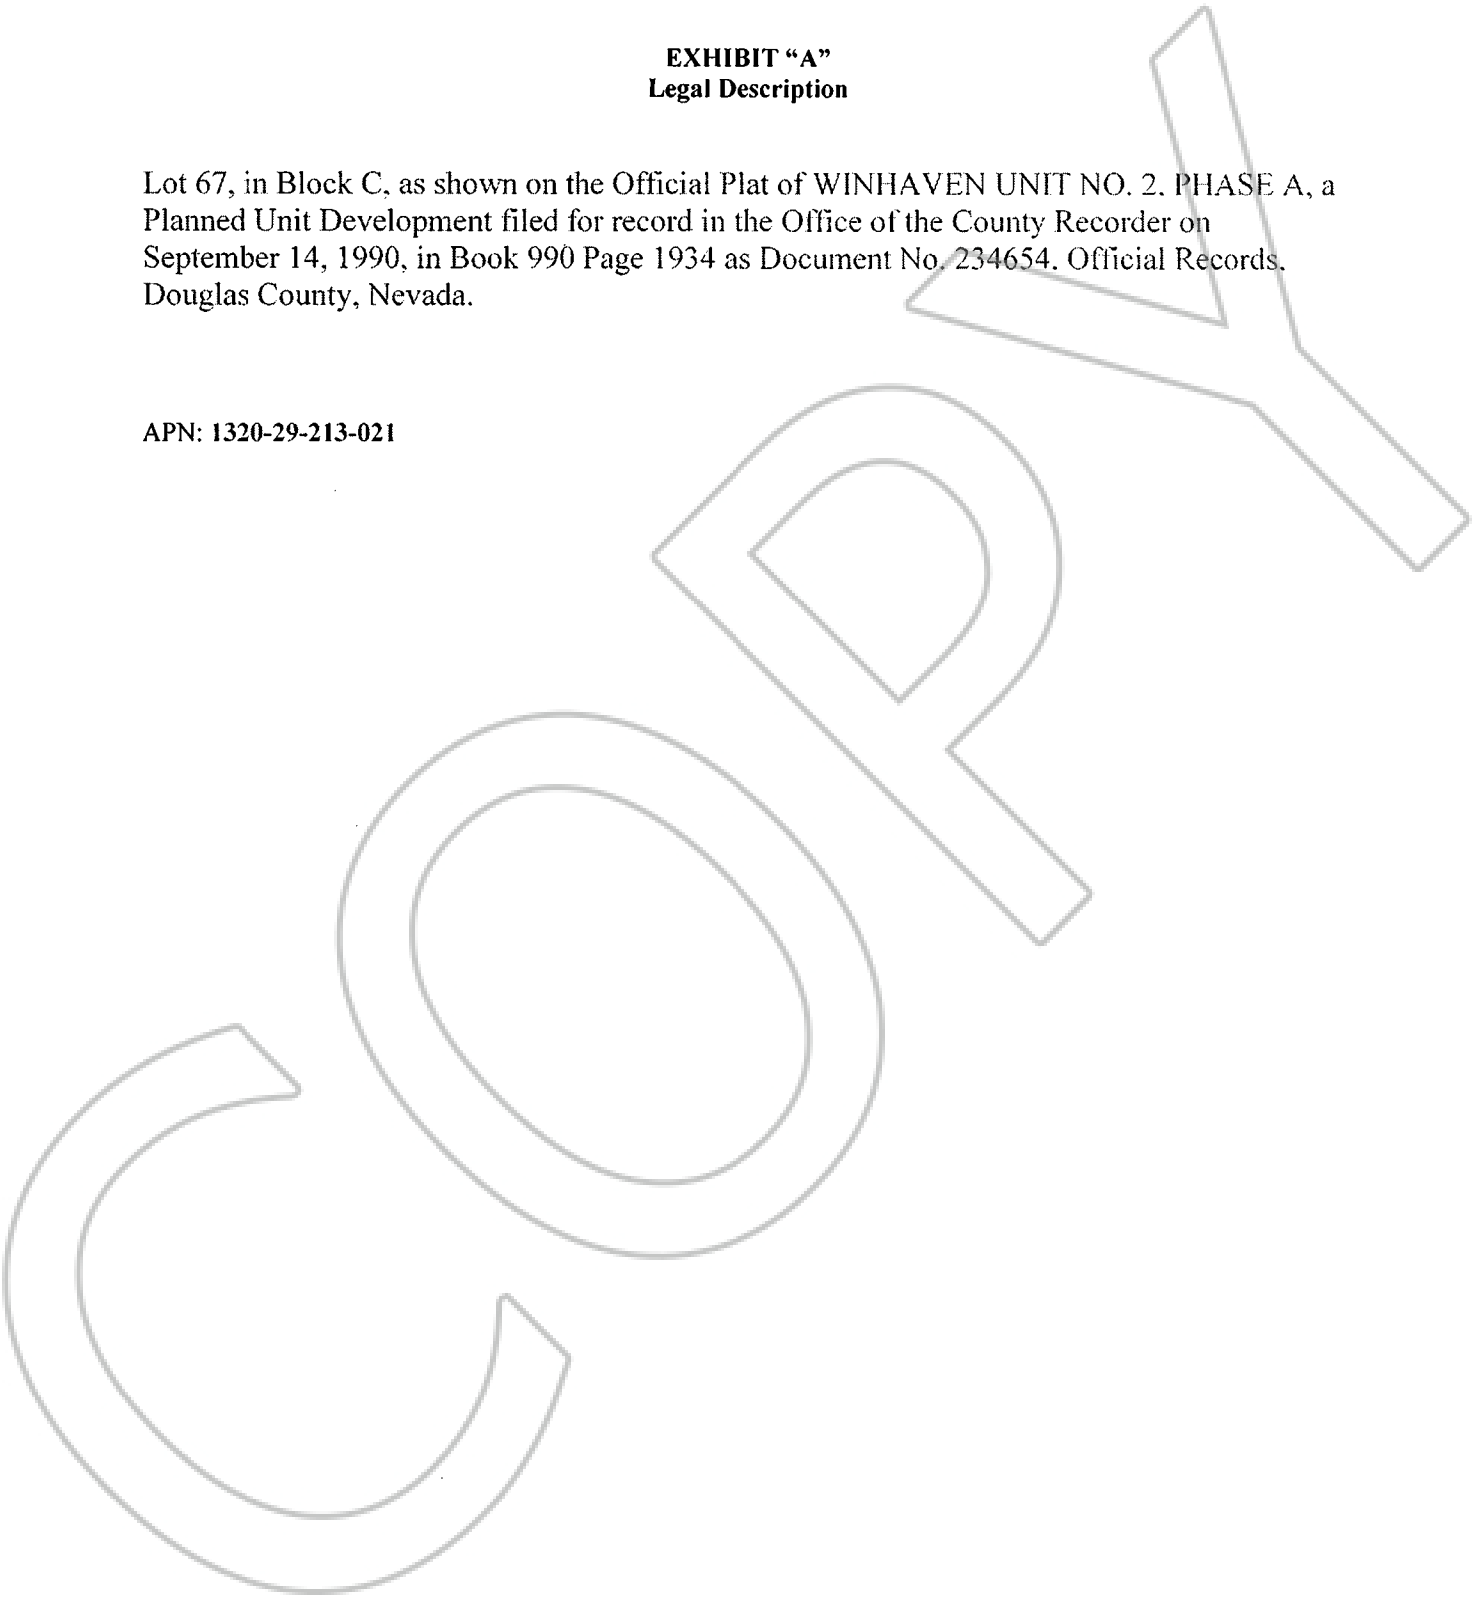 EXHIBIT “A”
Legal Description
Lot 67, in Block C, as shown on the Official Plat of WINHAVEN UNIT NO. 2. PHASE A, a
Planned Unit Development filed for record in the Office of the County Recorder on
September 14, 1990, in Book 990 Page 1934 as Document No. 234654. Official Records.
Douglas County, Nevada.
APN: 1320-29-213-021
COPY